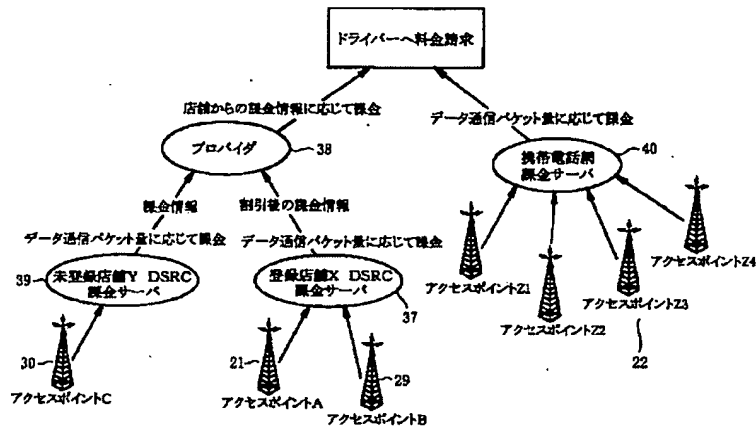 ドライバーへ料金請求
店舗からの課金情報に応じて課金
データ通信パケット量に応じて課金
プロバイダ
38
携帯電話網
課金サーバ
40
課金情報
割引後の課金情報
データ通信パケット量に応じて課金
データ通信パケット量に応じて課金
39
未登録店舗Y DSRC
課金サーバ
登録店舗X DSRC
課金サーバ
37
アクセスポイントZ1
アクセスポイントZ2
アクセスポイントZ3
アクセスポイントZ4
22
30
アクセスポイントC
21
アクセスポイントA
29
アクセスポイントB